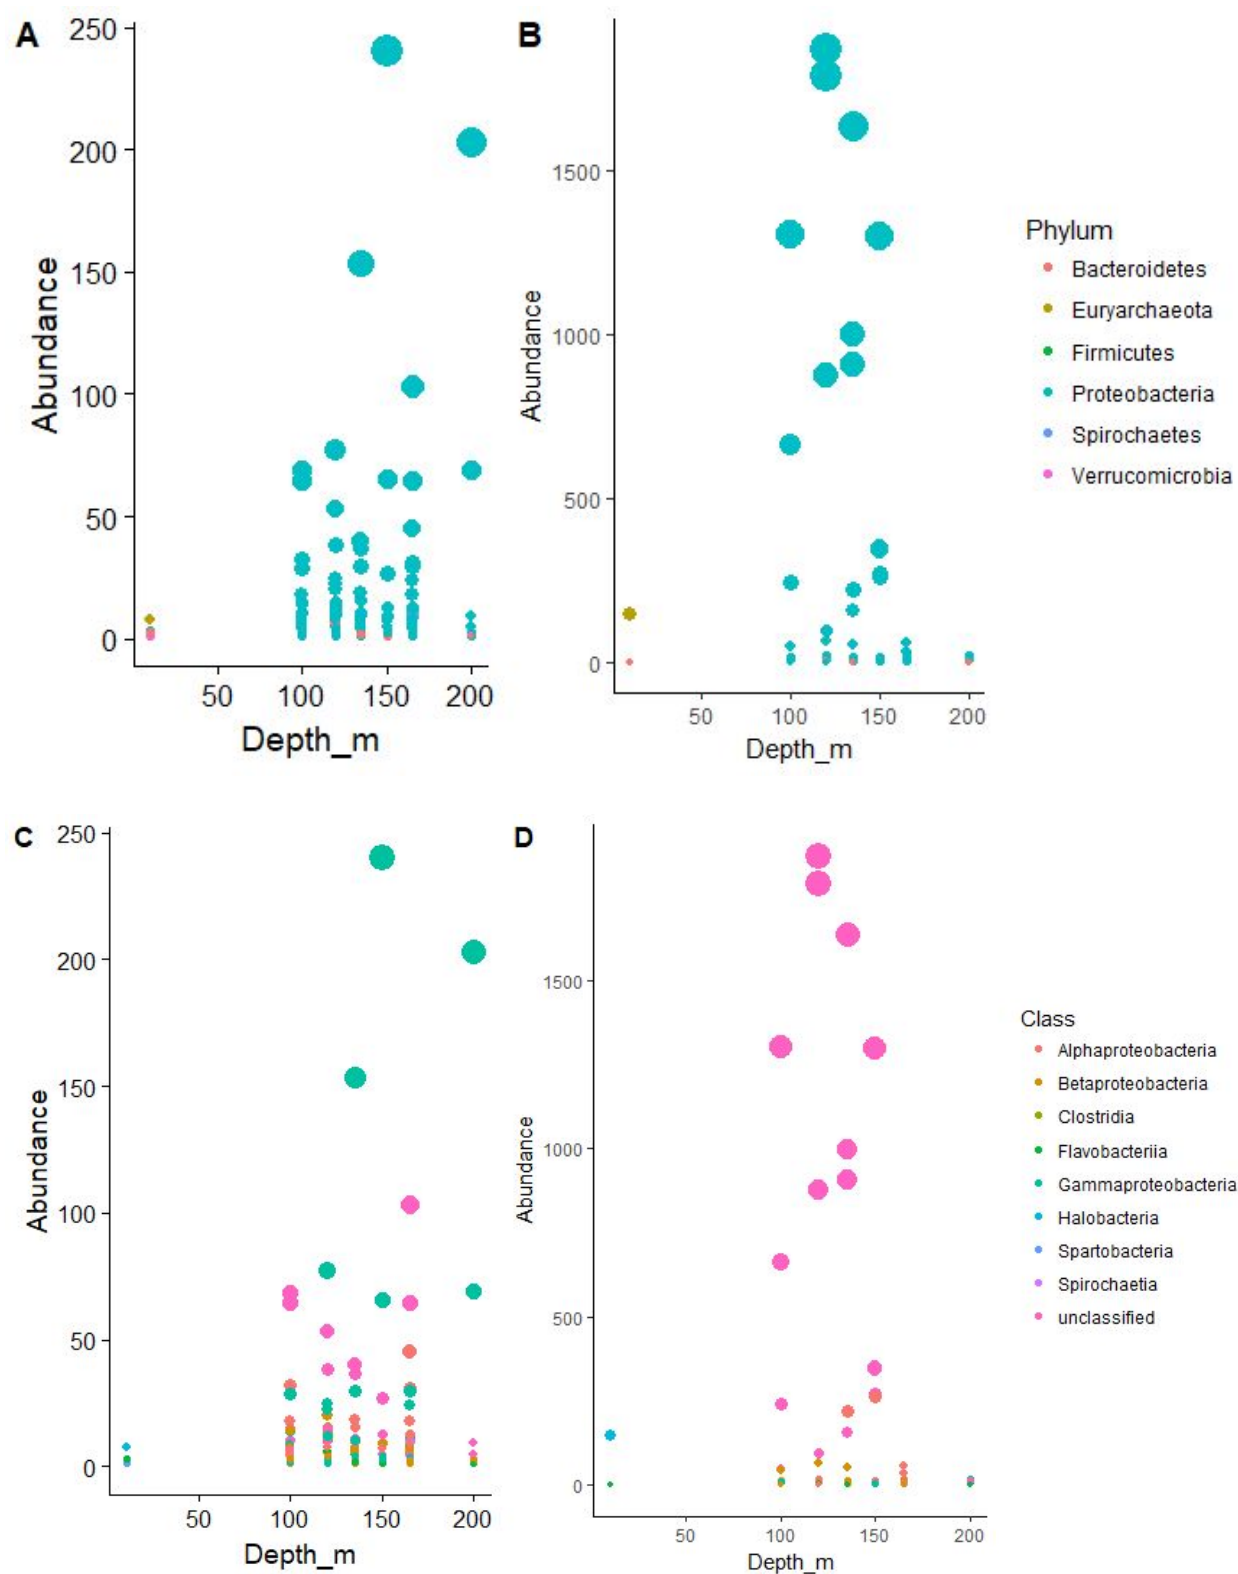 A
250
200
150
100
50
0
Abundance
50 100 150 200
Depth_m
B
1500
1000
500
0
Abundance
50 100 150 200
Depth_m
Phylum
Bacteroidetes
Euryarchaeota
Firmicutes
Proteobacteria
Spirochaetes
Verrucomicrobia
C
250
200
150
100
50
0
Abundance
50 100 150 200
Depth_m
D
1500
1000
500
0
Abundance
50 100 150 200
Depth_m
Class
Alphaproteobacteria
Betaproteobacteria
Clostridia
Flavobacteriia
Gammaproteobacteria
Halobacteria
Spartobacteria
Spirochaetia
unclassified